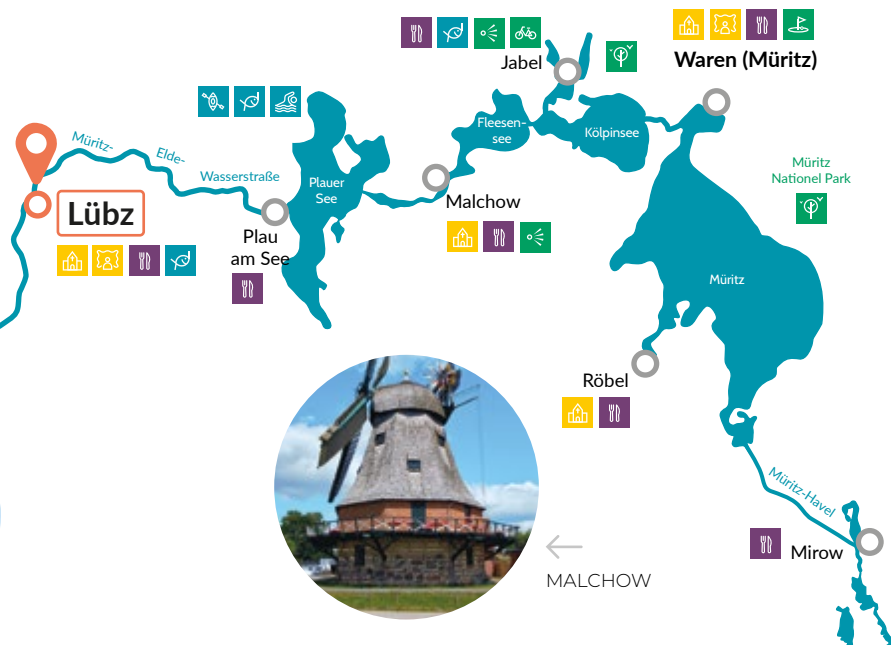 Jabel
Waren (Müritz)
Fleesen-
see
Kölpinsee
Müritz-
Elde-
Wasserstraße
Plauer
See
Müritz
Nationel Park
Lübz
Malchow
Plau
am See
Müritz
Röbel
Müritz-Havel
Mirow
MALCHOW